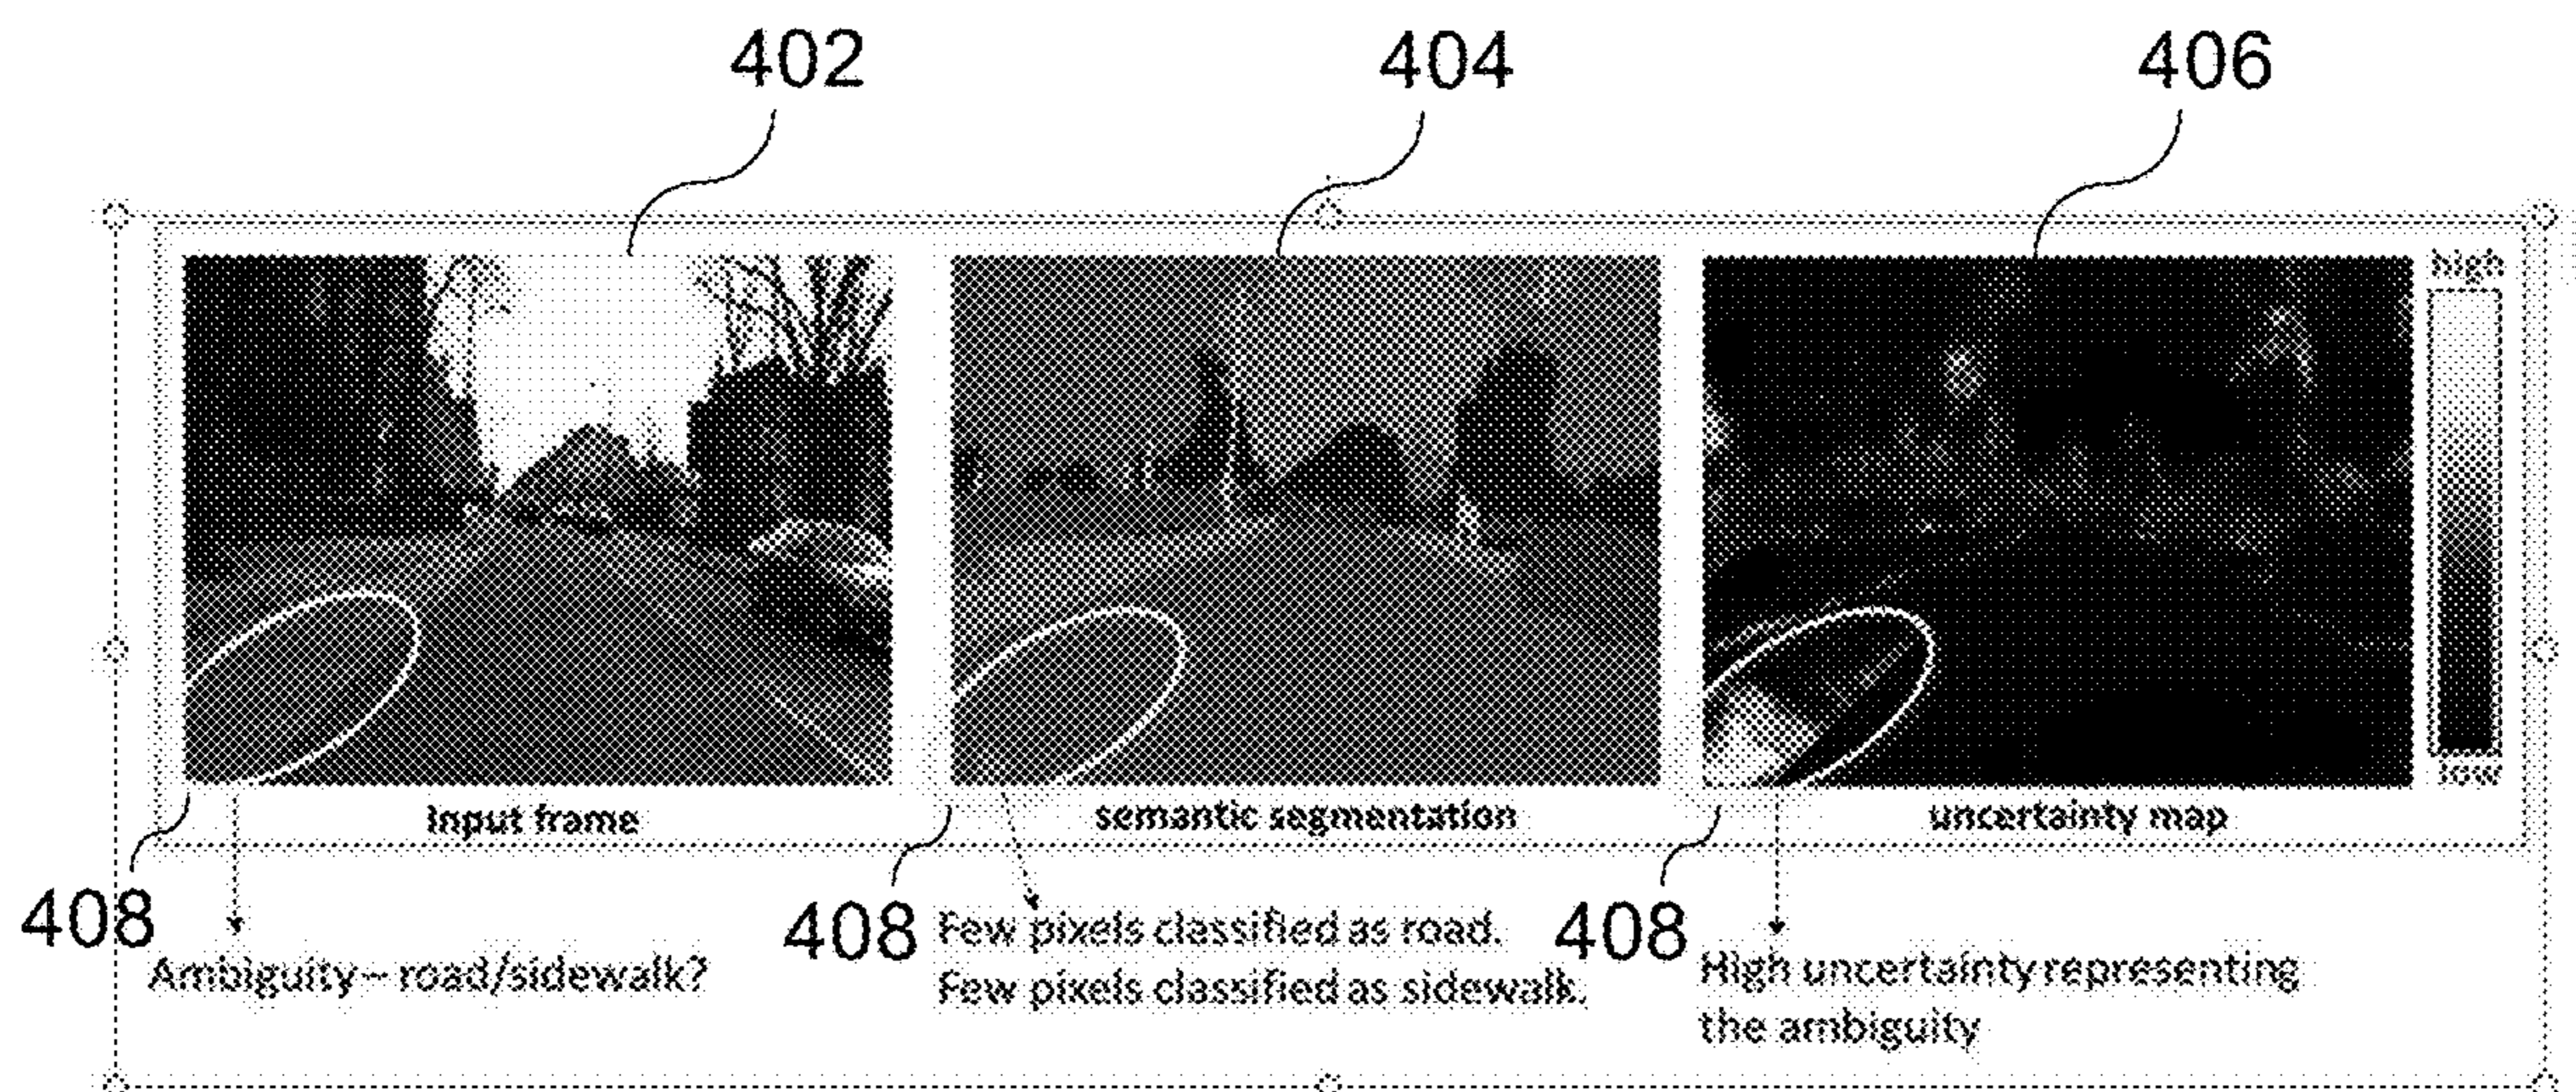 402
404
406
high
low
Input frame
semantic segmentation
uncertainty map
408
Ambiguity – road/sidewalk?
408
Few pixels classified as road.
Few pixels classified as sidewalk.
408
High uncertainty representing
the ambiguity